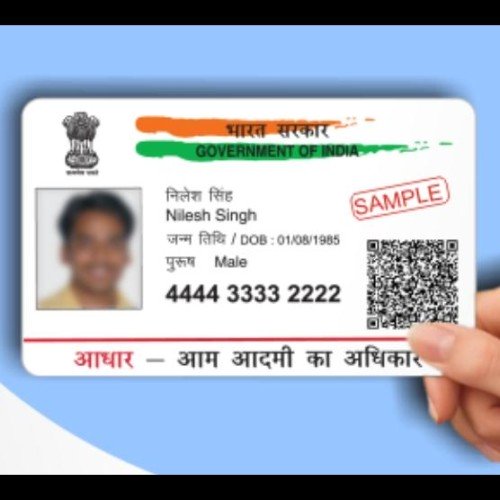 भारत सरकार
GOVERNMENT OF INDIA
निलेश सिंह
Nilesh Singh
जन्म तिथि / DOB : 01/08/1985
पुरूष Male
4444 3333 2222
SAMPLE
आधार – आम आदमी का अधिकार